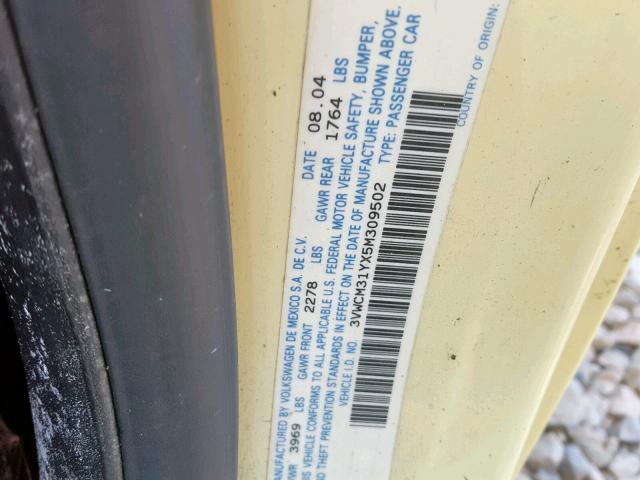 MANUFACTURED BY VOLKSWAGEN DE MEXICO S.A. DE C.V. DATE 08.04
GVWR 3969 LBS GAWR FRONT 2278 LBS GAWR REAR 1764 LBS
THIS VEHICLE CONFORMS TO ALL APPLICABLE U.S. FEDERAL MOTOR VEHICLE SAFETY, BUMPER,
AND THEFT PREVENTION STANDARDS IN EFFECT ON THE DATE OF MANUFACTURE SHOWN ABOVE.
VEHICLE I.D. NO. 3VWCM31YX5M309502 TYPE: PASSENGER CAR
COUNTRY OF ORIGIN: